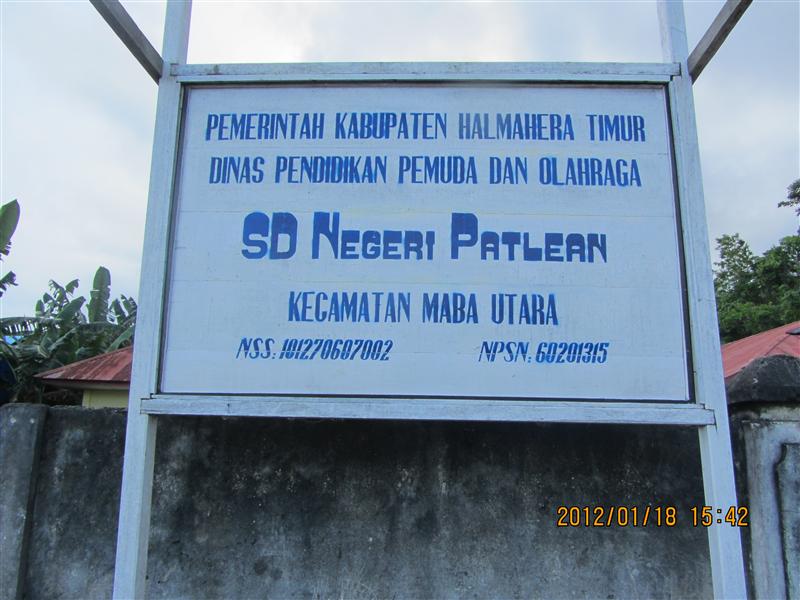 PEMERINTAH KABUPATEN HALMAHERA TIMUR
DINAS PENDIDIKAN PEMUDA DAN OLAHRAGA
SD NEGERI PATLEAN
KECAMATAN MABA UTARA
NSS: 101270607002 NPSN: 60201315
2012/01/18 15:42